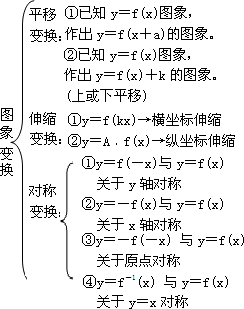 图象变换
平移变换：
①已知 y=f(x)图象，
作出 y=f(x+a)的图象。
②已知 y=f(x)图象，
作出 y=f(x)+k 的图象。
(上或下平移)
伸缩变换：
①y=f(kx)→横坐标伸缩
②y=A．f(x)→纵坐标伸缩
对称变换：
①y=f(－x)与 y=f(x)
关于 y 轴对称
②y=－f(x)与 y=f(x)
关于 x 轴对称
③y=－f(－x) 与 y=f(x)
关于原点对称
④y=f⁻¹(x) 与 y=f(x)
关于 y=x 对称